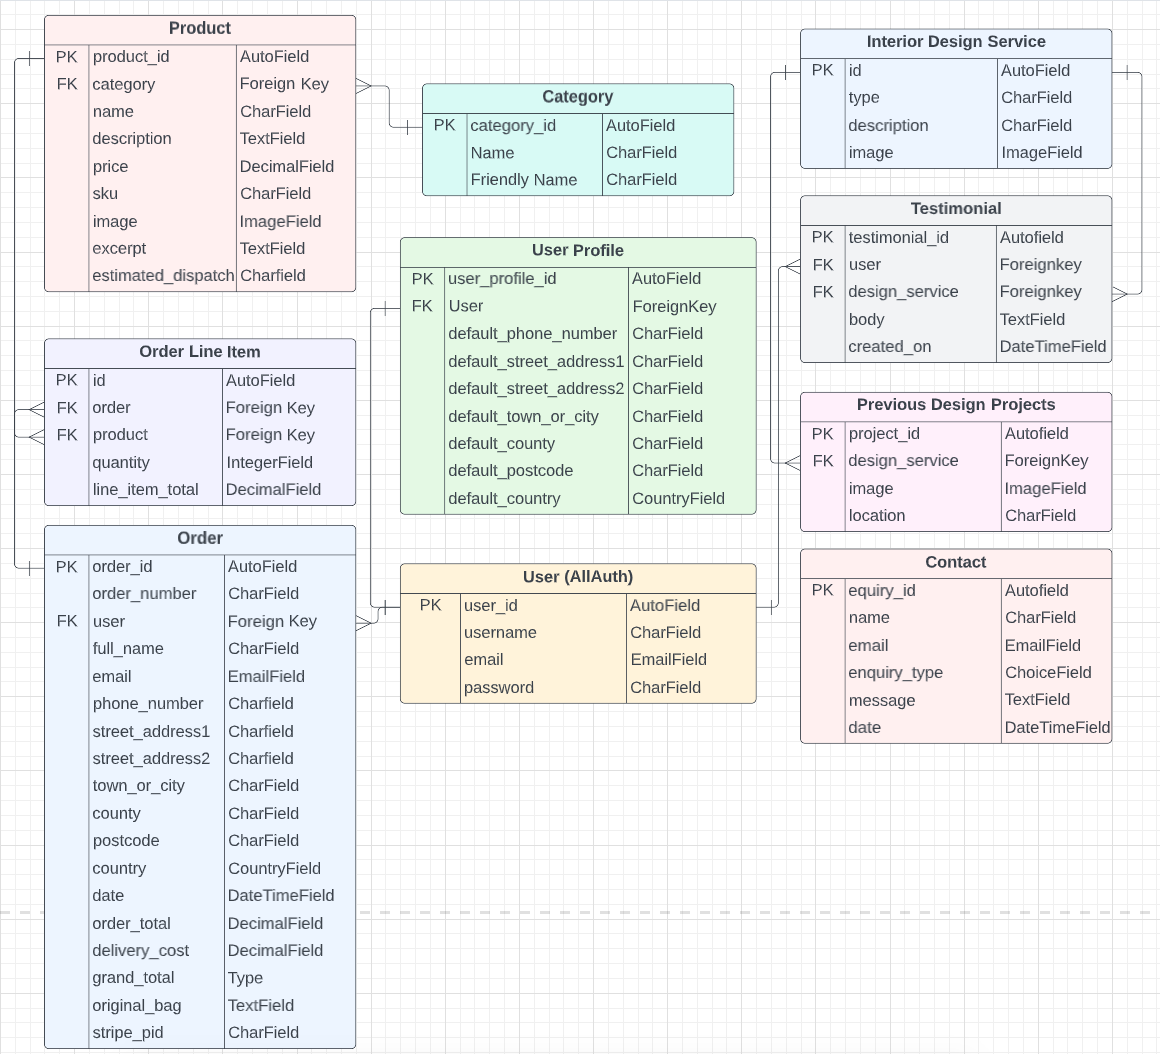 Product
PK product_id AutoField
FK category Foreign Key
name CharField
description TextField
price DecimalField
sku CharField
image ImageField
excerpt TextField
estimated_dispatch Charfield
Category
PK category_id AutoField
Name CharField
Friendly Name CharField
Interior Design Service
PK id AutoField
type CharField
description CharField
image ImageField
Testimonial
PK testimonial_id Autofield
FK user Foreignkey
FK design_service Foreignkey
body TextField
created_on DateTimeField
User Profile
PK user_profile_id AutoField
FK User ForeignKey
default_phone_number CharField
default_street_address1 CharField
default_street_address2 CharField
default_town_or_city CharField
default_county CharField
default_postcode CharField
default_country CountryField
Order Line Item
PK id AutoField
FK order Foreign Key
FK product Foreign Key
quantity IntegerField
line_item_total DecimalField
Previous Design Projects
PK project_id Autofield
FK design_service ForeignKey
image ImageField
location CharField
Order
PK order_id AutoField
order_number CharField
FK user Foreign Key
full_name CharField
email EmailField
phone_number Charfield
street_address1 Charfield
street_address2 Charfield
town_or_city CharField
county CharField
postcode CharField
country CountryField
date DateTimeField
order_total DecimalField
delivery_cost DecimalField
grand_total Type
original_bag TextField
stripe_pid CharField
User (AllAuth)
PK user_id AutoField
username CharField
email EmailField
password CharField
Contact
PK equiry_id Autofield
name CharField
email EmailField
enquiry_type ChoiceField
message TextField
date DateTimeField